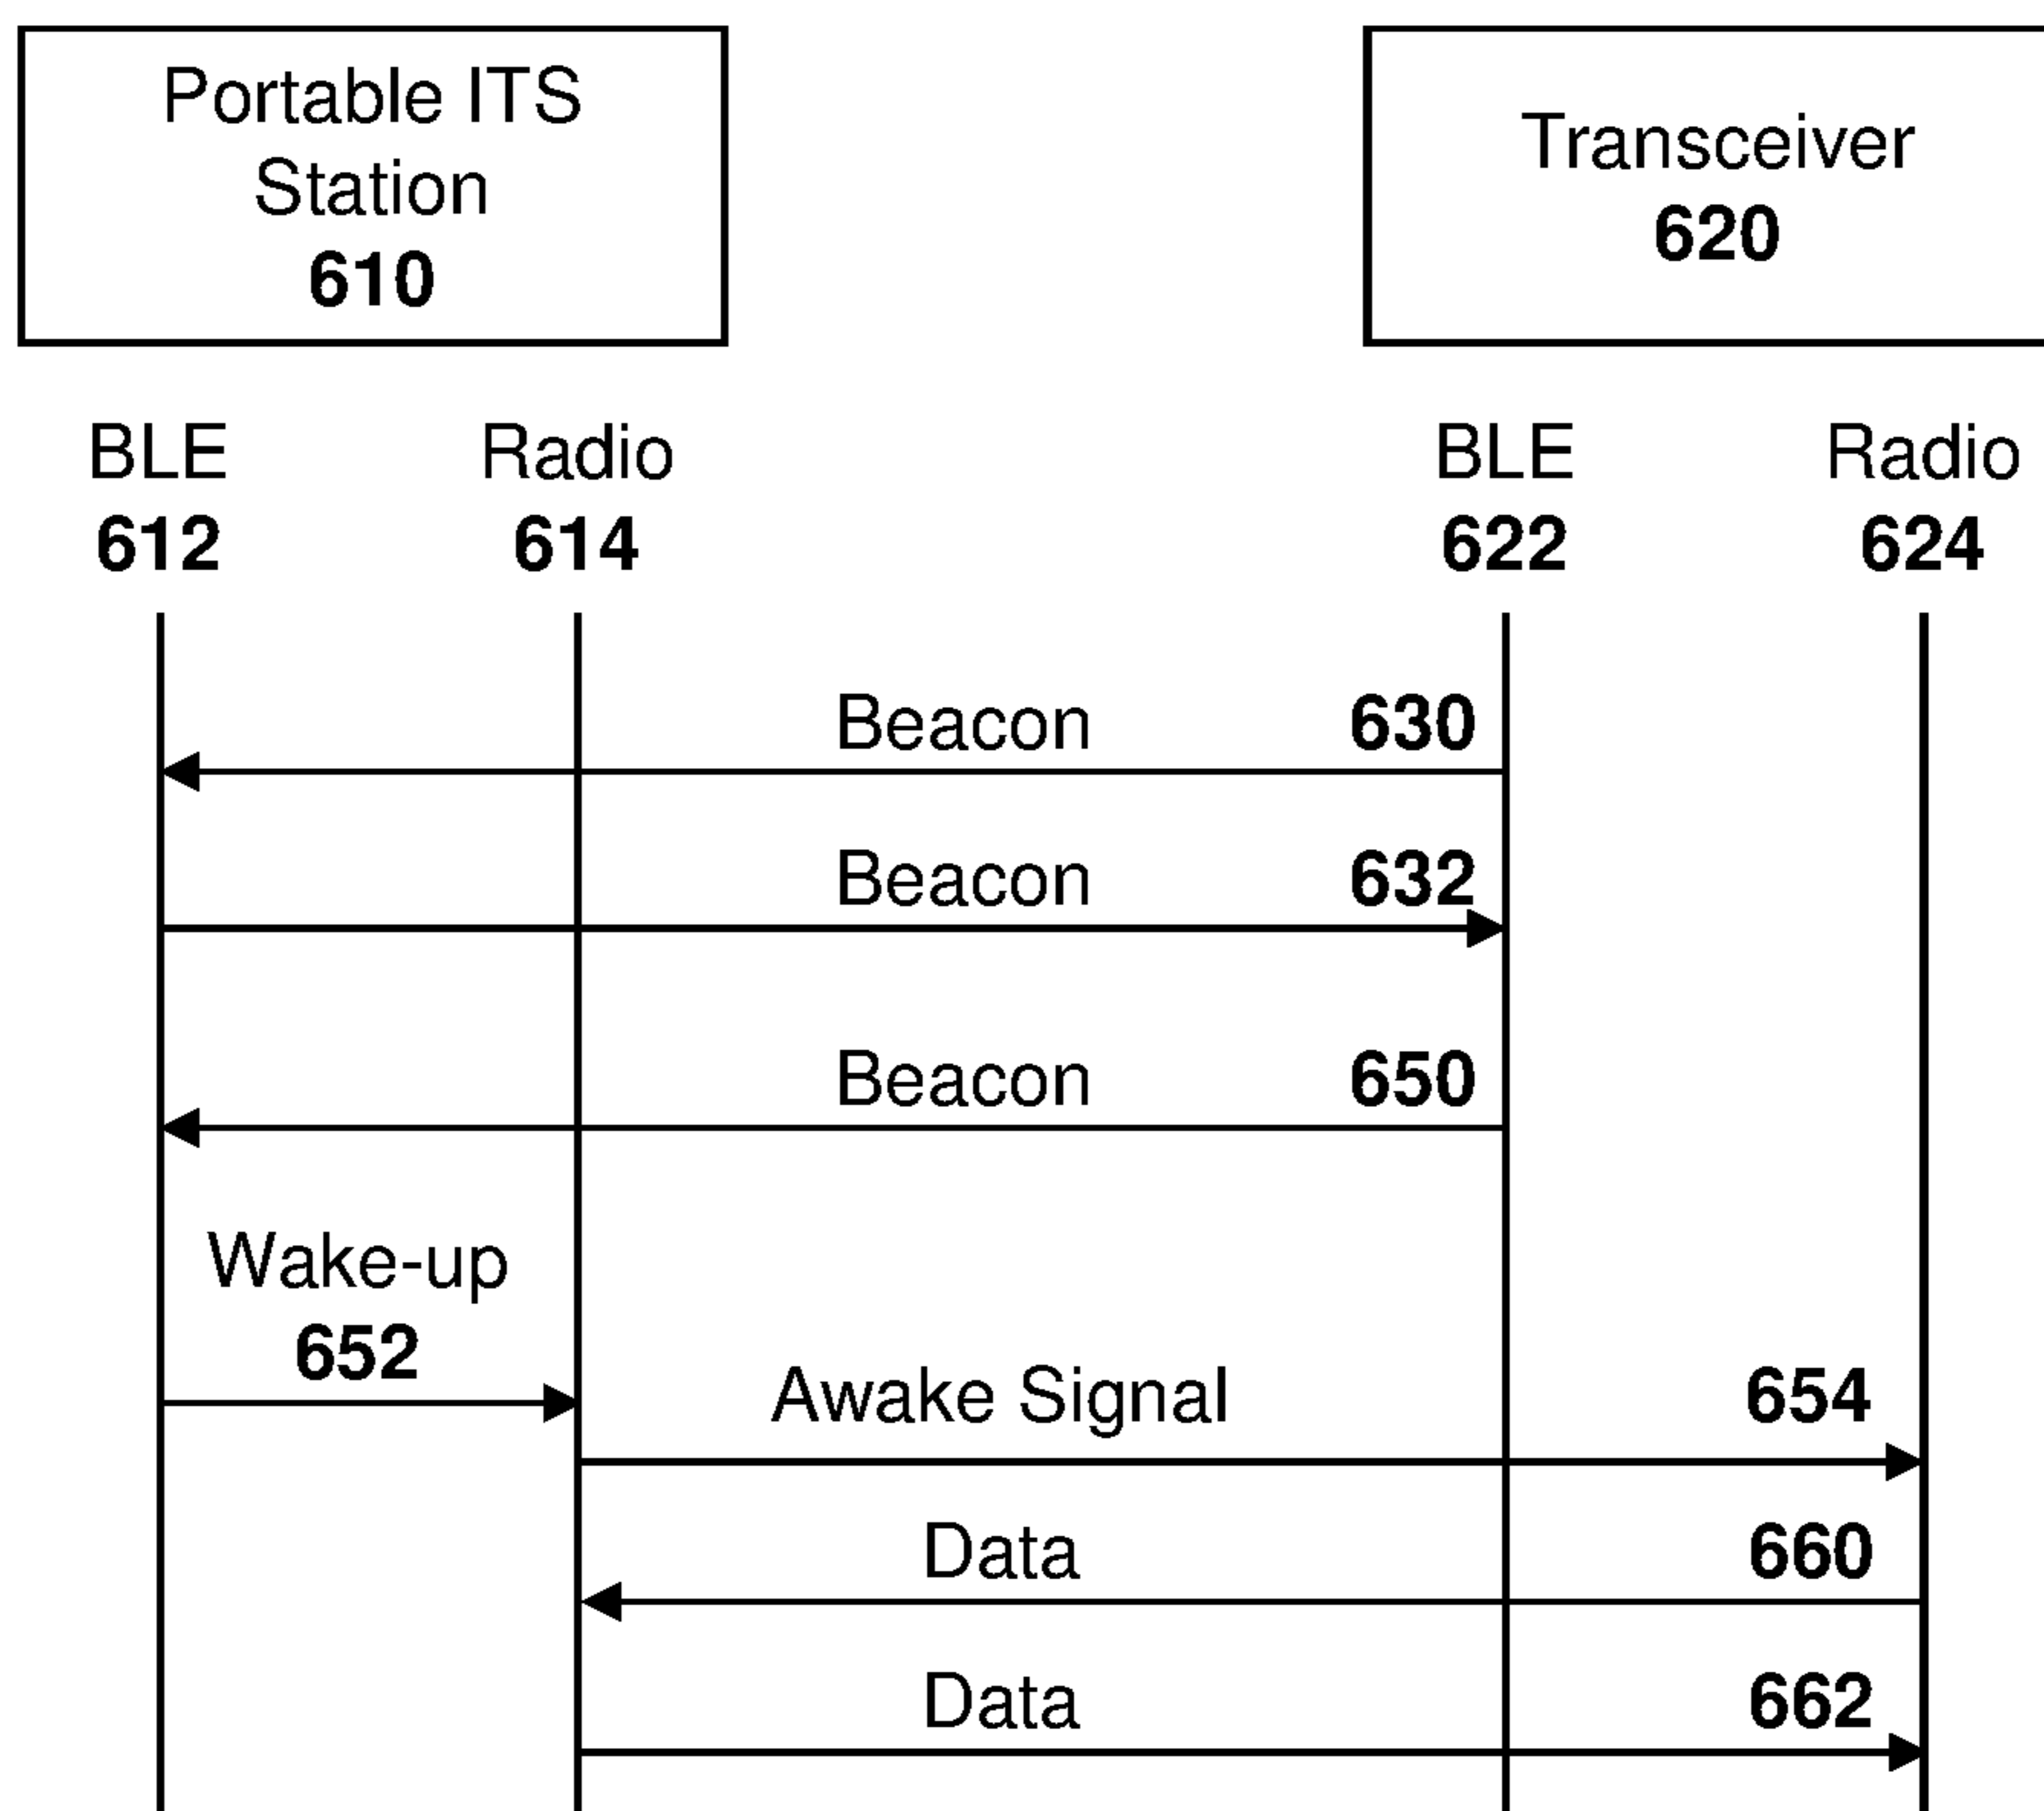 Portable ITS
Station
610
Transceiver
620
BLE
612
Radio
614
BLE
622
Radio
624
Beacon 630
Beacon 632
Beacon 650
Wake-up
652
Awake Signal 654
Data 660
Data 662